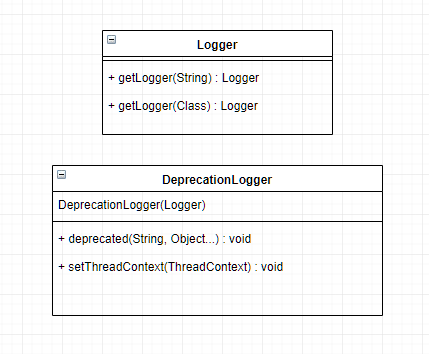 Logger
+ getLogger(String) : Logger
+ getLogger(Class) : Logger
DeprecationLogger
DeprecationLogger(Logger)
+ deprecated(String, Object...) : void
+ setThreadContext(ThreadContext) : void